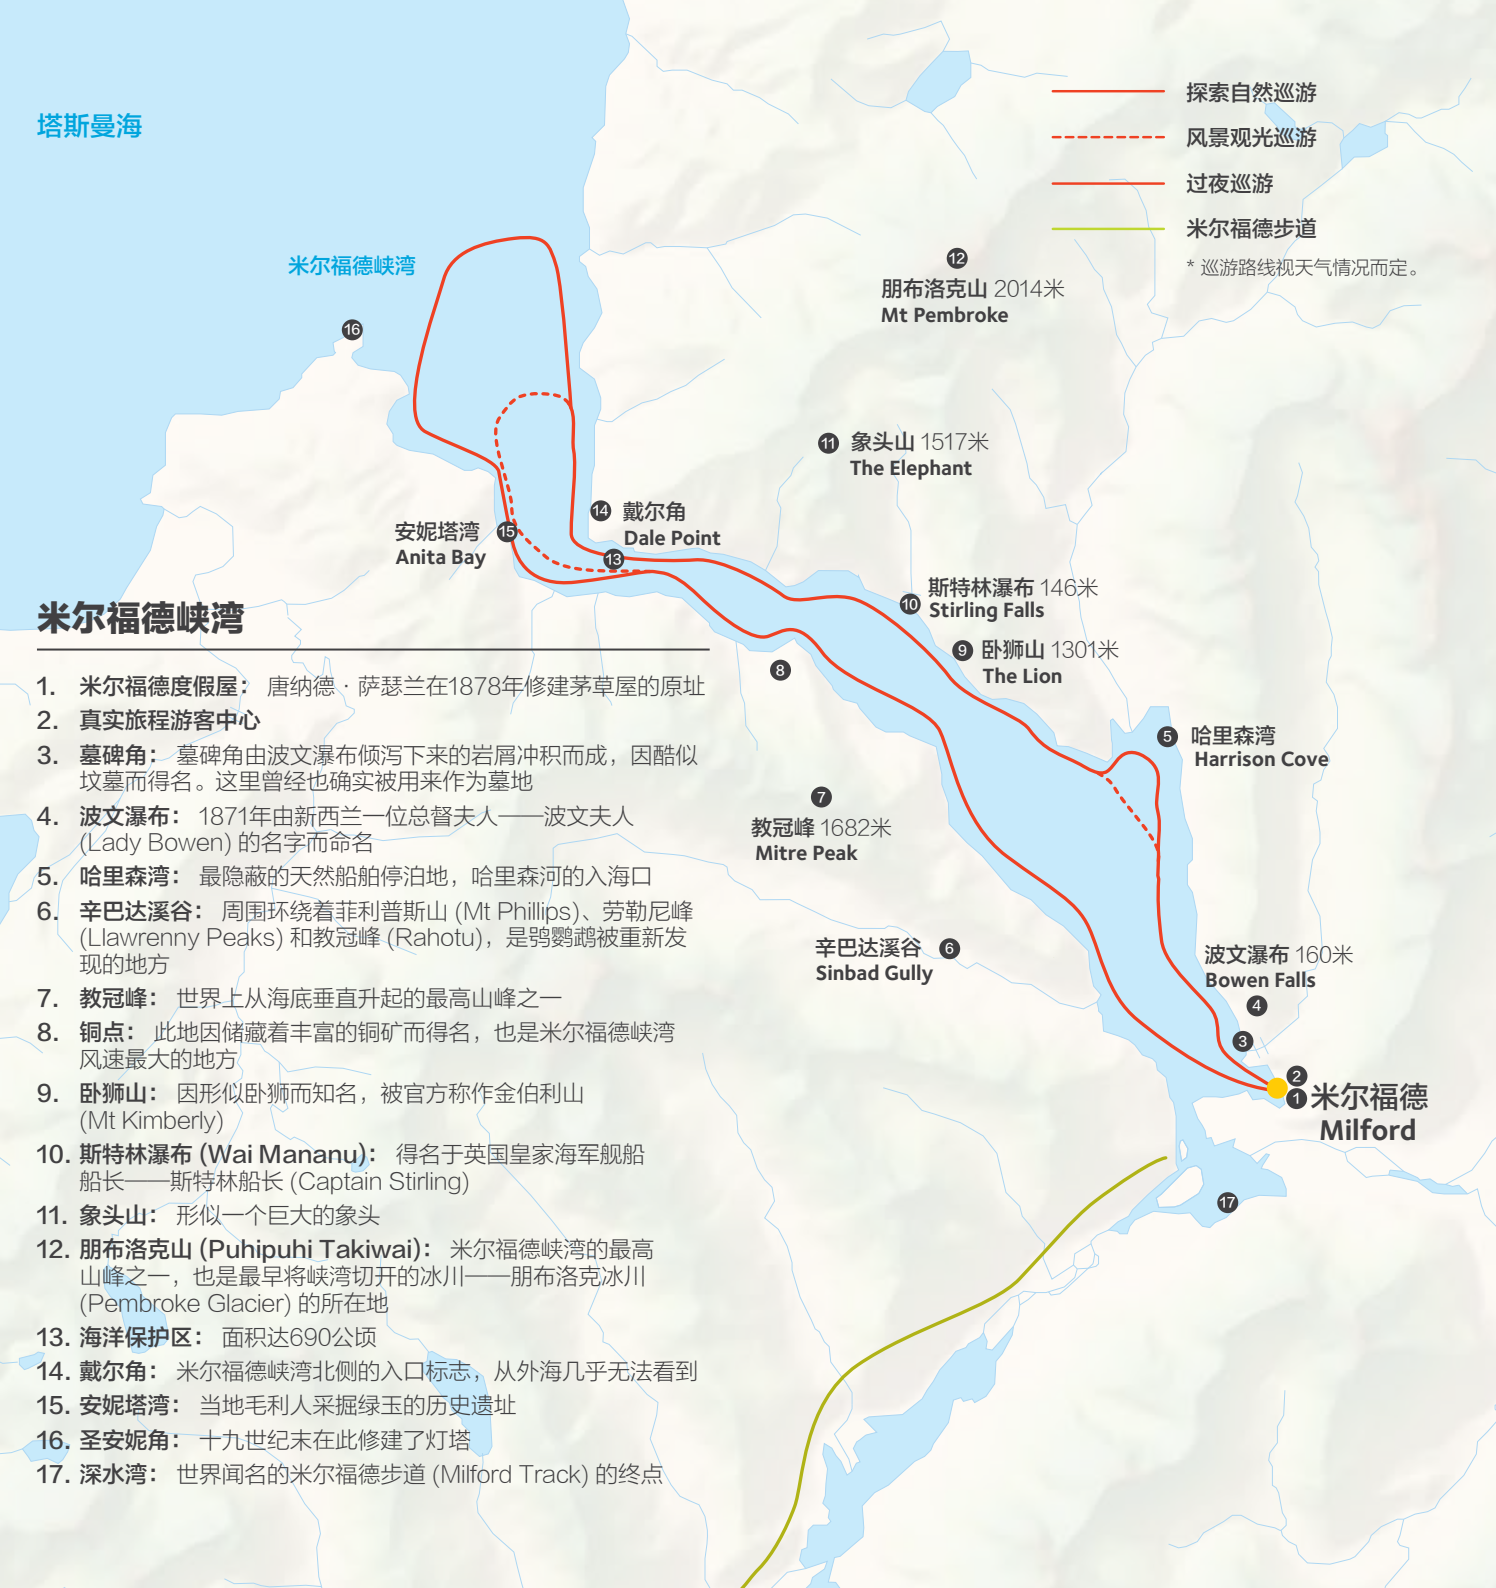 塔斯曼海
探索自然巡游
风景观光巡游
过夜巡游
米尔福德步道
* 巡游路线视天气情况而定。
米尔福德峡湾
16
12
朋布洛克山 2014米
Mt Pembroke
11 象头山 1517米
The Elephant
14 戴尔角
Dale Point
安妮塔湾 15
Anita Bay
13
斯特林瀑布 146米
10 Stirling Falls
9 卧狮山 1301米
The Lion
8
5 哈里森湾
Harrison Cove
7
教冠峰 1682米
Mitre Peak
辛巴达溪谷 6
Sinbad Gully
波文瀑布 160米
Bowen Falls
4
3
2
1 米尔福德
Milford
17
米尔福德峡湾
1. 米尔福德度假屋： 唐纳德 · 萨瑟兰在1878年修建茅草屋的原址
2. 真实旅程游客中心
3. 墓碑角： 墓碑角由波文瀑布倾泻下来的岩屑冲积而成，因酷似
坟墓而得名。这里曾经也确实被用来作为墓地
4. 波文瀑布： 1871年由新西兰一位总督夫人——波文夫人
(Lady Bowen) 的名字而命名
5. 哈里森湾： 最隐蔽的天然船舶停泊地，哈里森河的入海口
6. 辛巴达溪谷： 周围环绕着菲利普斯山 (Mt Phillips)、劳勒尼峰
(Llawrenny Peaks) 和教冠峰 (Rahotu)，是鸮鹦鹉被重新发
现的地方
7. 教冠峰： 世界上从海底垂直升起的最高山峰之一
8. 铜点： 此地因储藏着丰富的铜矿而得名，也是米尔福德峡湾
风速最大的地方
9. 卧狮山： 因形似卧狮而知名，被官方称作金伯利山
(Mt Kimberly)
10. 斯特林瀑布 (Wai Mananu)： 得名于英国皇家海军舰船
船长——斯特林船长 (Captain Stirling)
11. 象头山： 形似一个巨大的象头
12. 朋布洛克山 (Puhipuhi Takiwai)： 米尔福德峡湾的最高
山峰之一，也是最早将峡湾切开的冰川——朋布洛克冰川
(Pembroke Glacier) 的所在地
13. 海洋保护区： 面积达690公顷
14. 戴尔角： 米尔福德峡湾北侧的入口标志，从外海几乎无法看到
15. 安妮塔湾： 当地毛利人采掘绿玉的历史遗址
16. 圣安妮角： 十九世纪末在此修建了灯塔
17. 深水湾： 世界闻名的米尔福德步道 (Milford Track) 的终点